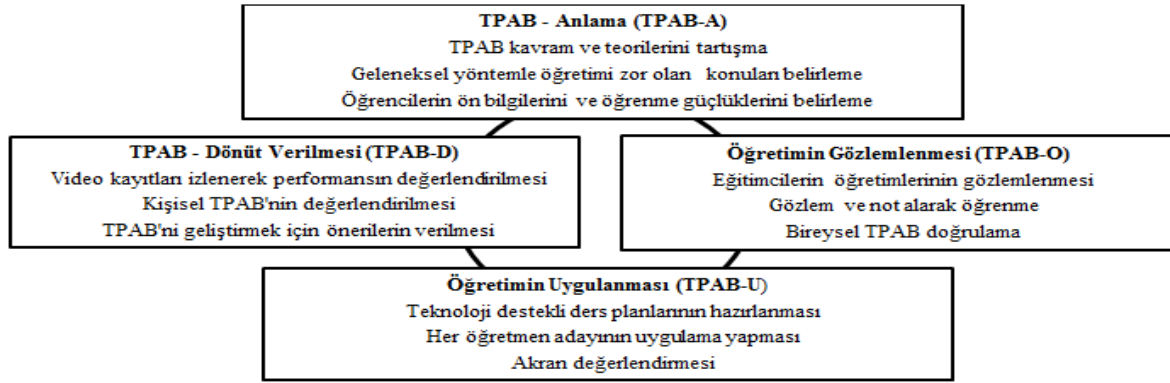 TPAB - Anlama (TPAB-A)
TPAB kavram ve teorilerini tartışma
Geleneksel yöntemle öğretimi zor olan konuları belirleme
Öğrencilerin ön bilgilerini ve öğrenme güçlüklerini belirleme
TPAB - Dönüt Verilmesi (TPAB-D)
Video kayıtları izlenerek performansın değerlendirilmesi
Kişisel TPAB'nin değerlendirilmesi
TPAB'ni geliştirmek için önerilerin verilmesi
Öğretimin Gözlemlenmesi (TPAB-O)
Eğitimcilerin öğretimlerinin gözlemlenmesi
Gözlem ve not alarak öğrenme
Bireysel TPAB doğrulama
Öğretimin Uygulanması (TPAB-U)
Teknoloji destekli ders planlarının hazırlanması
Her öğretmen adayının uygulama yapması
Akran değerlendirmesi